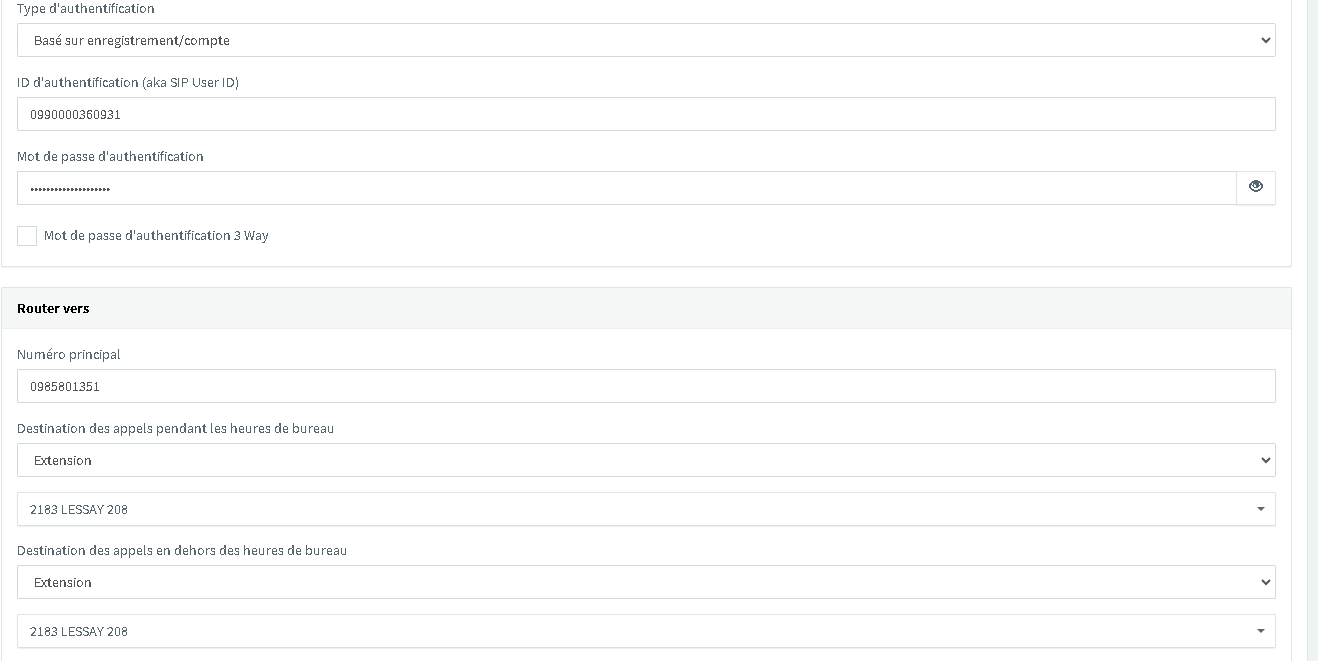 Type d'authentification
Basé sur enregistrement/compte
ID d'authentification (aka SIP User ID)
0990000360931
Mot de passe d'authentification
••••••••••••••••••••
Mot de passe d'authentification 3 Way
Router vers
Numéro principal
0985801351
Destination des appels pendant les heures de bureau
Extension
2183 LESSAY 208
Destination des appels en dehors des heures de bureau
Extension
2183 LESSAY 208